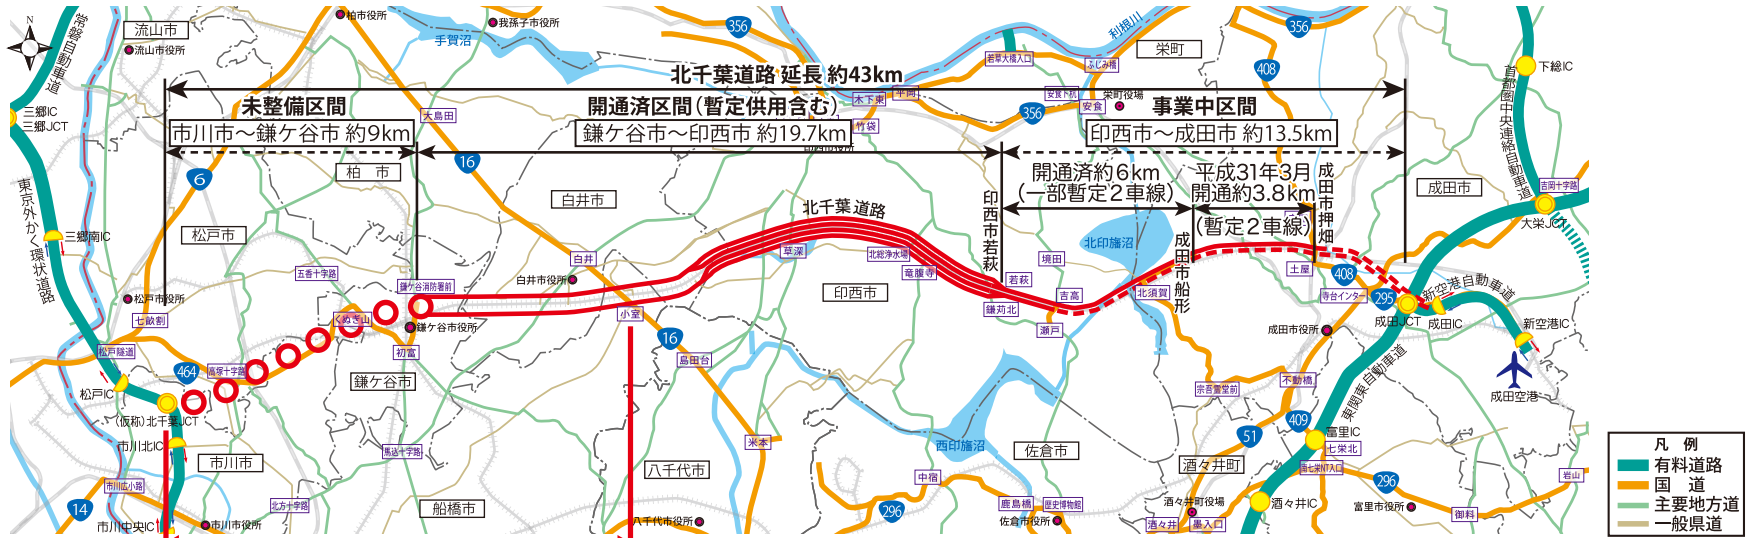 N
流山市
流山市役所
常磐自動車道
三郷IC
三郷JCT
柏市役所
手賀沼
我孫子市役所
356
利根川
栄町
356
408
下総IC
首都圏中央連絡自動車道
若草大橋入口
ふじみ橋
北千葉道路 延長 約43km
未整備区間
市川市～鎌ケ谷市 約9km
開通済区間(暫定供用含む)
鎌ケ谷市～印西市 約19.7km
事業中区間
印西市～成田市 約13.5km
大島田
木下東
平岡
竹袋
安食卜杭
安食
栄町役場
356
16
6
柏 市
東京外かく環状道路
白井市
開通済約6km
(一部暫定2車線)
平成31年3月
開通約3.8km
(暫定2車線)
成田市押畑
成田市
吉岡十字路
大栄JCT
松戸市
三郷南IC
北千葉道路
印西市若萩
北印旛沼
成田市船形
五香十字路
白井
白井市役所
草深
北総浄水場
竜腹寺
境田
若萩
吉高
鎌苅北
瀬戸
北須賀
土屋
408
寺台インター
295
新空港自動車道
松戸市役所
七畝割
くぬぎ山
鎌ケ谷消防署前
鎌ケ谷市役所
小室
印西市
成田市役所
成田JCT
成田IC
新空港IC
松戸隧道
464
高塚十字路
初富
鎌ケ谷市
16
島田台
松戸IC
(仮称)北千葉JCT
宗吾霊堂前
不動橋
東関東自動車道
成田空港
市川北IC
市川市
馬込十字路
米本
西印旛沼
佐倉市
51
409
富里IC
七栄北
酒々井町
南七栄NT入口
凡 例
有料道路
国 道
主要地方道
一般県道
市川広小路
北方十字路
船橋市
八千代市
中宿
296
岩山
14
市川中央IC
市川市役所
八千代市役所
296
鹿島橋
歴史博物館
佐倉市役所
酒々井町役場
酒々井
墨入口
酒々井IC
富里市役所
御料